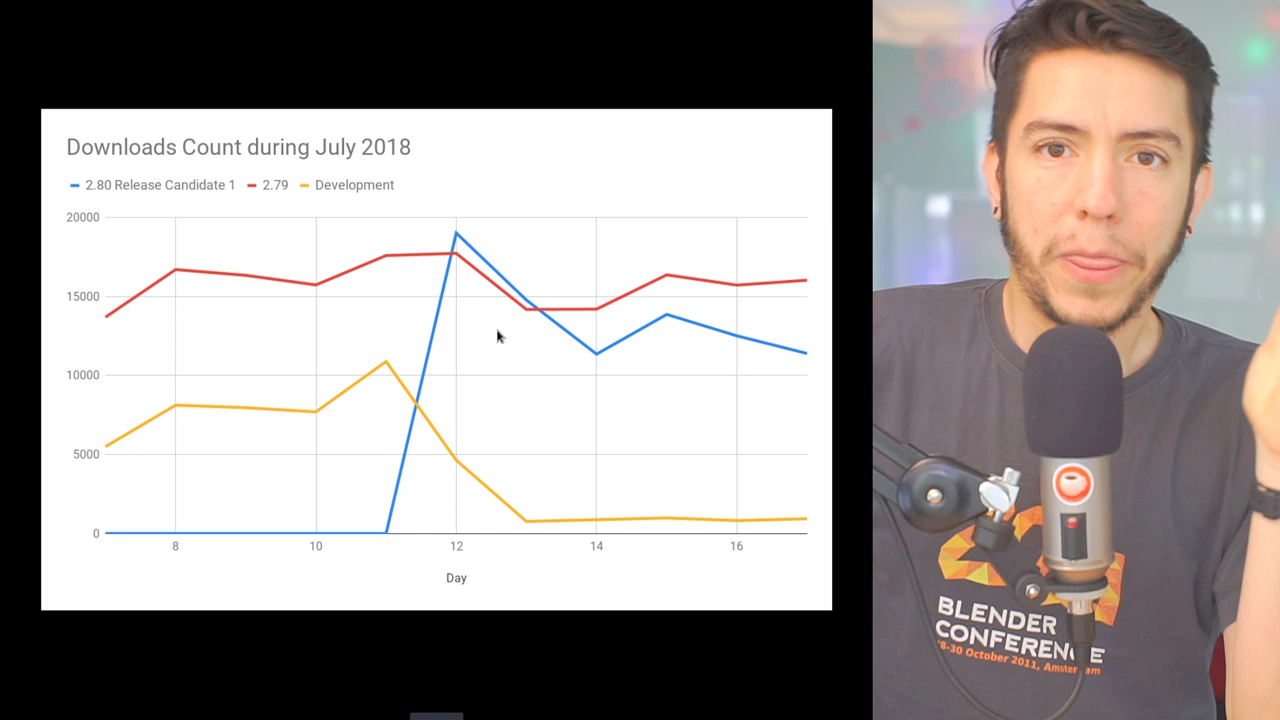 Downloads Count during July 2018
2.80 Release Candidate 1 2.79 Development
20000
15000
10000
5000
0
8 10 12 14 16
Day
BLENDER
CONFERENCE
8-30 October 2011, Amsterdam